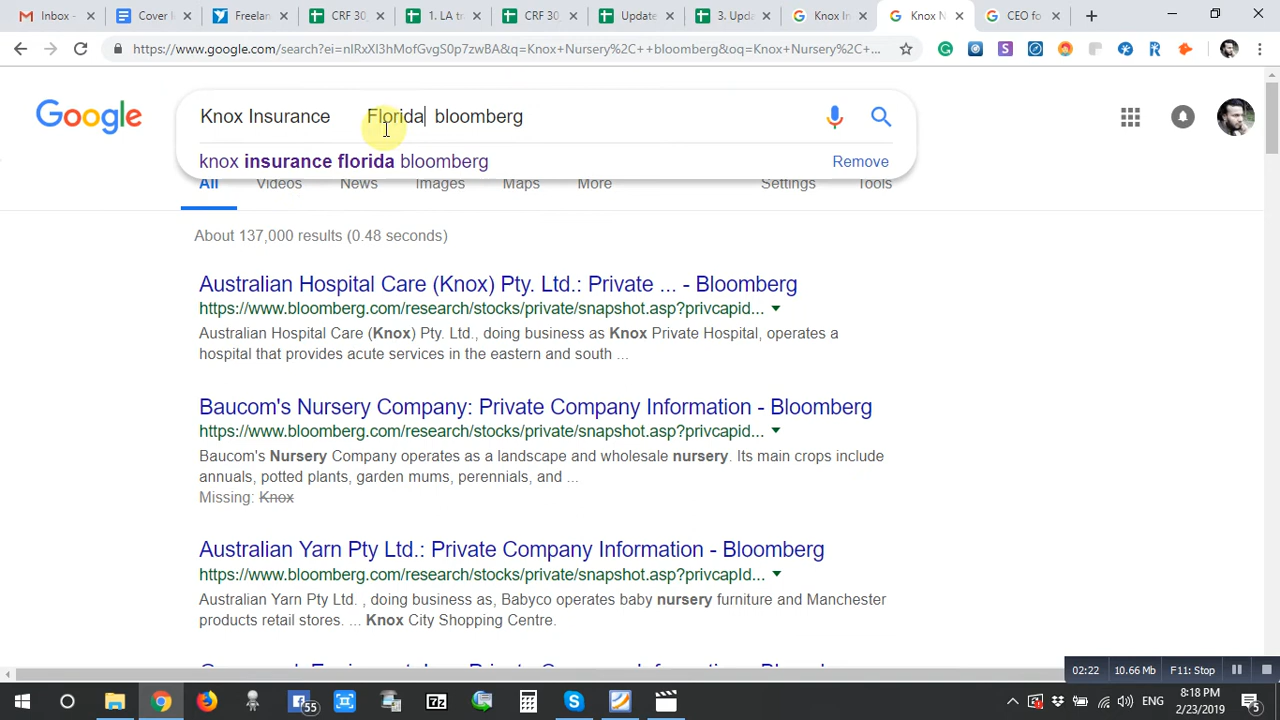 Inbox -
Cover l
Freelan
CRF 30,
1. LA tr
CRF 30,
Update
3. Upda
Knox In
Knox N
CEO fo
https://www.google.com/search?ei=nlRxXI3hMofGvgS0p7zwBA&q=Knox+Nursery%2C++bloomberg&oq=Knox+Nursery%2C+...
Google
Knox Insurance Florida bloomberg
knox insurance florida bloomberg
Remove
All
Videos
News
Images
Maps
More
Settings
Tools
About 137,000 results (0.48 seconds)
Australian Hospital Care (Knox) Pty. Ltd.: Private ... - Bloomberg
https://www.bloomberg.com/research/stocks/private/snapshot.asp?privcapid...
Australian Hospital Care (Knox) Pty. Ltd., doing business as Knox Private Hospital, operates a
hospital that provides acute services in the eastern and south ...
Baucom's Nursery Company: Private Company Information - Bloomberg
https://www.bloomberg.com/research/stocks/private/snapshot.asp?privcapid...
Baucom's Nursery Company operates as a landscape and wholesale nursery. Its main crops include
annuals, potted plants, garden mums, perennials, and ...
Missing: Knox
Australian Yarn Pty Ltd.: Private Company Information - Bloomberg
https://www.bloomberg.com/research/stocks/private/snapshot.asp?privcapId...
Australian Yarn Pty Ltd. , doing business as, Babyco operates baby nursery furniture and Manchester
products retail stores. ... Knox City Shopping Centre.
02:22
10.66 Mb
F11: Stop
55
7z
ENG
8:18 PM
2/23/2019
5